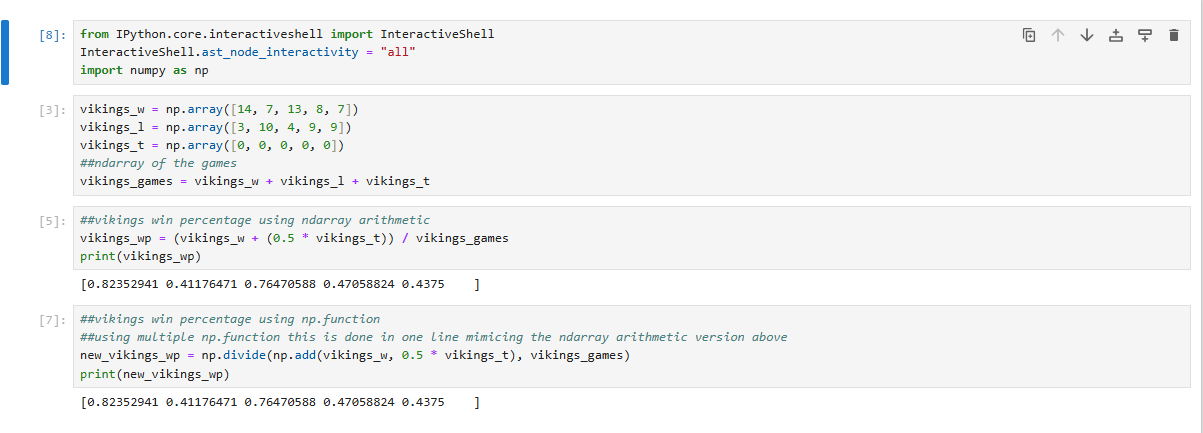 [8]: from IPython.core.interactiveshell import InteractiveShell
InteractiveShell.ast_node_interactivity = "all"
import numpy as np
[3]: vikings_w = np.array([14, 7, 13, 8, 7])
vikings_l = np.array([3, 10, 4, 9, 9])
vikings_t = np.array([0, 0, 0, 0, 0])
##ndarray of the games
vikings_games = vikings_w + vikings_l + vikings_t
[5]: ##vikings win percentage using ndarray arithmetic
vikings_wp = (vikings_w + (0.5 * vikings_t)) / vikings_games
print(vikings_wp)
[0.82352941 0.41176471 0.76470588 0.47058824 0.4375    ]
[7]: ##vikings win percentage using np.function
##using multiple np.function this is done in one line mimicing the ndarray arithmetic version above
new_vikings_wp = np.divide(np.add(vikings_w, 0.5 * vikings_t), vikings_games)
print(new_vikings_wp)
[0.82352941 0.41176471 0.76470588 0.47058824 0.4375    ]